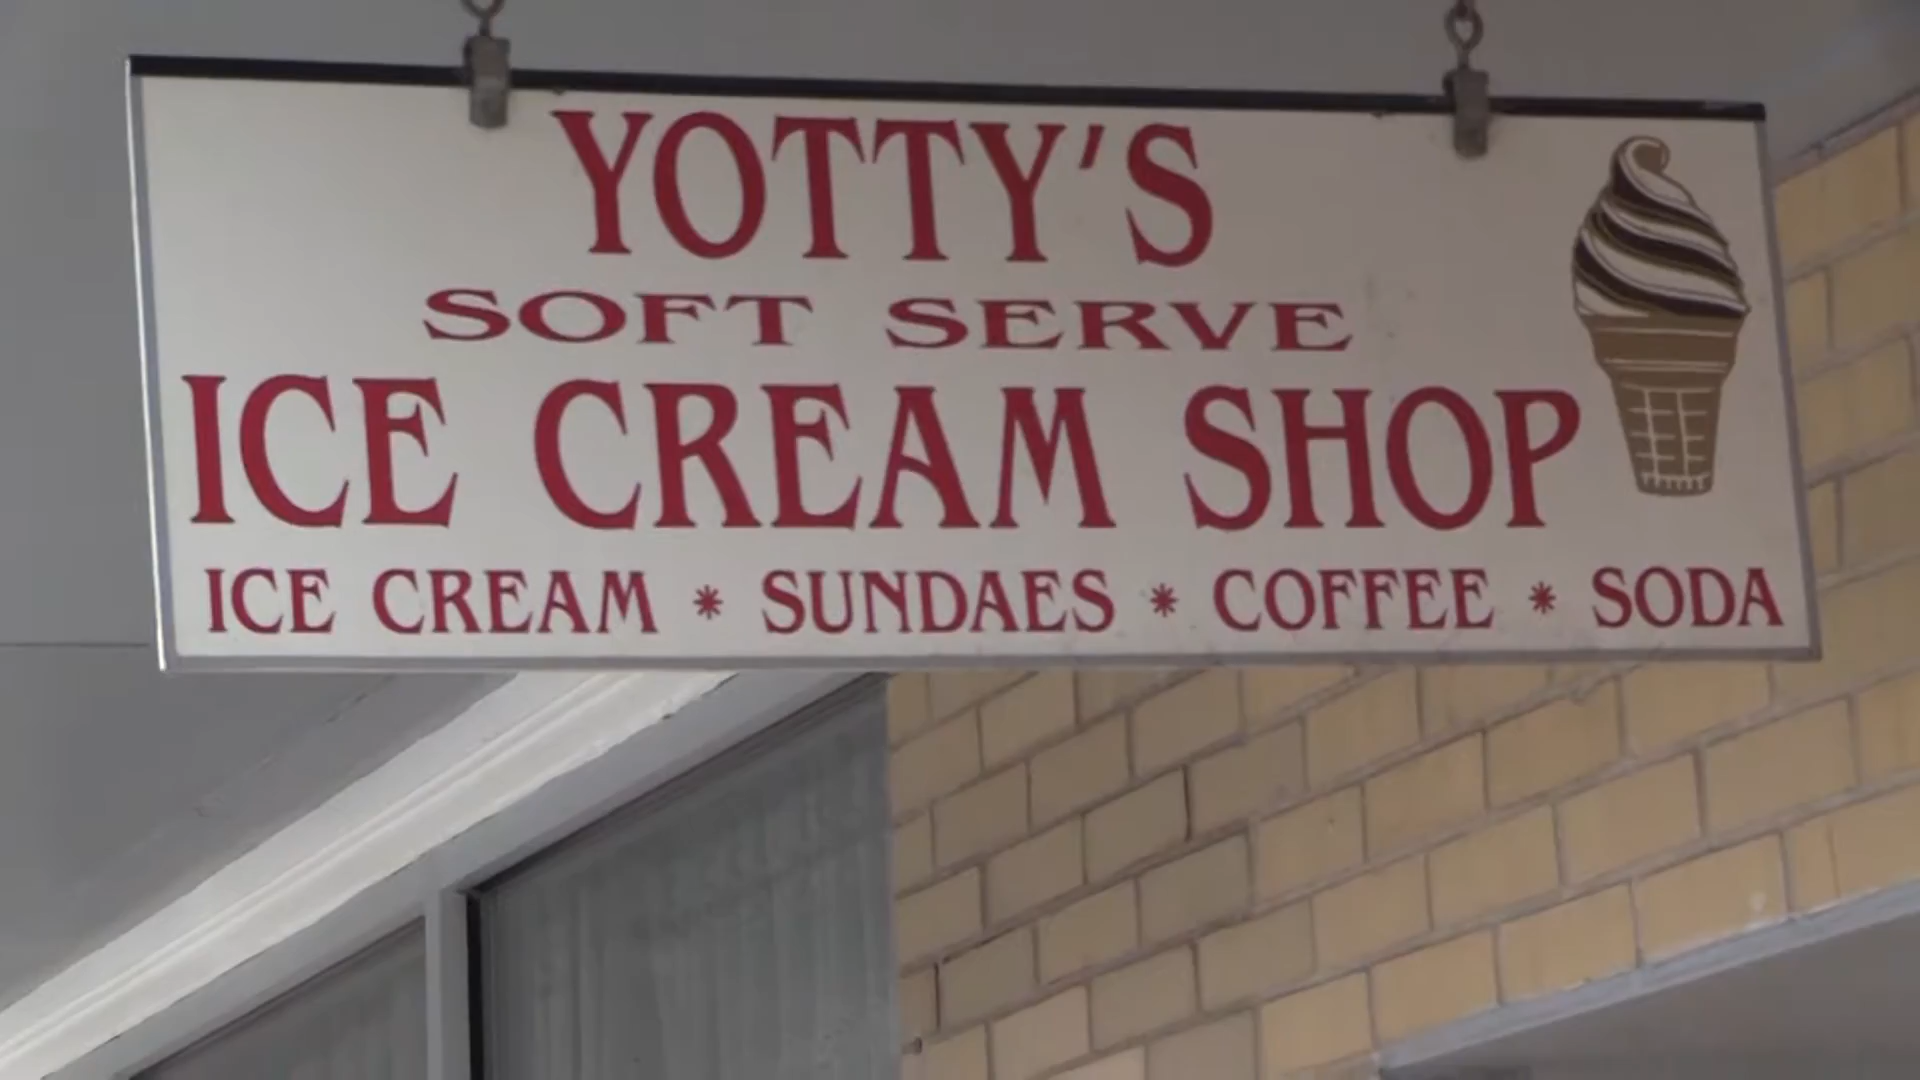 YOTTY'S
SOFT SERVE
ICE CREAM SHOP
ICE CREAM * SUNDAES * COFFEE * SODA